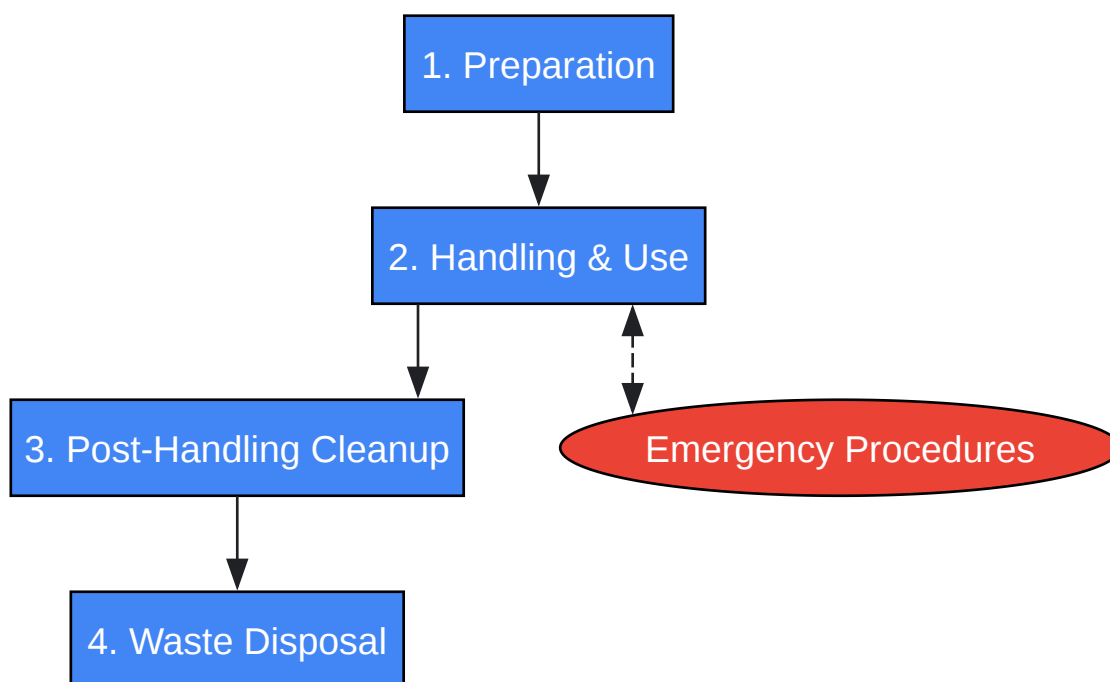 1. Preparation
2. Handling & Use
3. Post-Handling Cleanup
Emergency Procedures
4. Waste Disposal